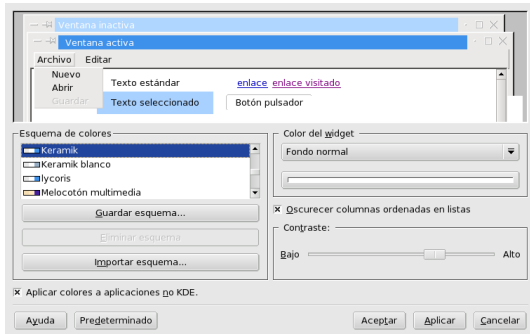 Ventana inactiva
Ventana activa
Archivo Editar
Nuevo
Abrir
Guardar
Texto estándar enlace enlace visitado
Texto seleccionado Botón pulsador
Esquema de colores
Keramik
Keramik blanco
lycoris
Melocotón multimedia
Guardar esquema...
Eliminar esquema
Importar esquema...
Color del widget
Fondo normal
Oscurecer columnas ordenadas en listas
Contraste:
Bajo Alto
Aplicar colores a aplicaciones no KDE.
Ayuda Predeterminado Aceptar Aplicar Cancelar